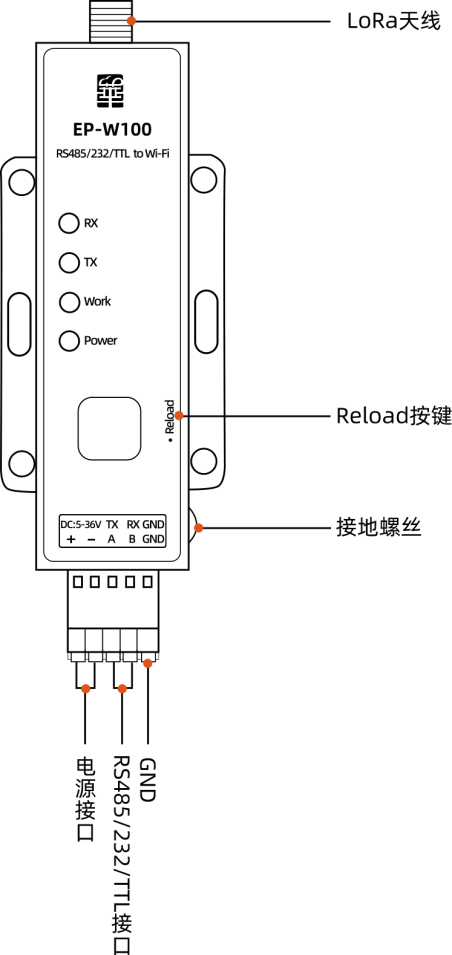 LoRa天线
EP-W100
RS485/232/TTL to Wi-Fi
RX
TX
Work
Power
• Reload
Reload按键
接地螺丝
DC:5-36V TX RX GND
+ − A B GND
电源接口
RS485/232/TTL接口
GND